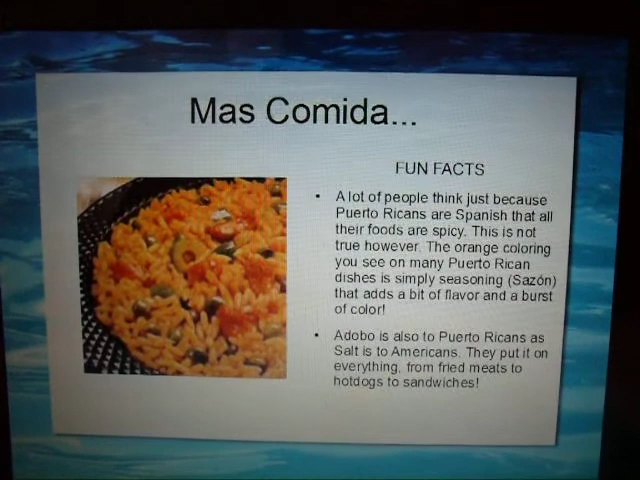 Mas Comida...
FUN FACTS
• A lot of people think just because
Puerto Ricans are Spanish that all
their foods are spicy. This is not
true however. The orange coloring
you see on many Puerto Rican
dishes is simply seasoning (Sazón)
that adds a bit of flavor and a burst
of color!
• Adobo is also to Puerto Ricans as
Salt is to Americans. They put it on
everything, from fried meats to
hotdogs to sandwiches!